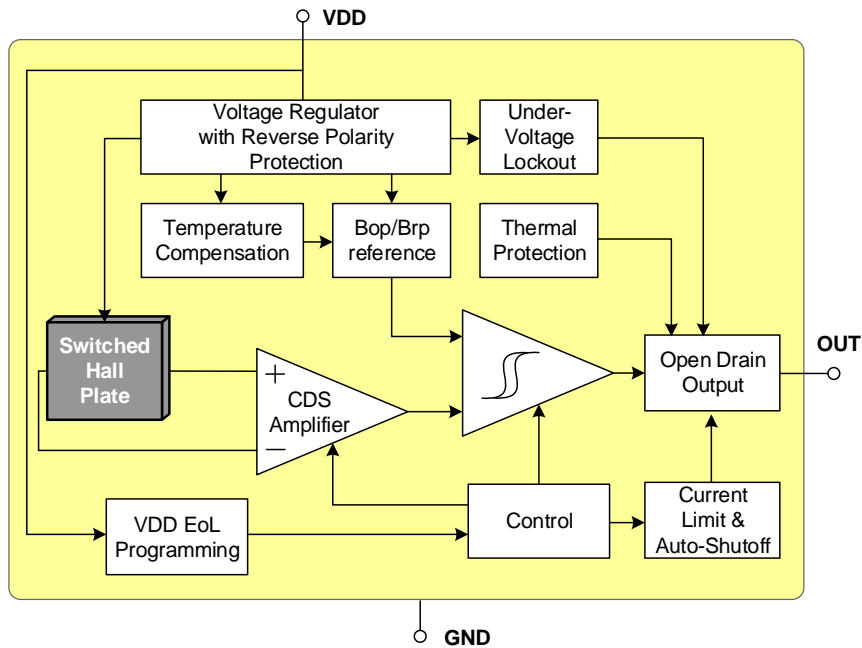 VDD
Voltage Regulator
with Reverse Polarity
Protection
Under-
Voltage
Lockout
Temperature
Compensation
Bop/Brp
reference
Thermal
Protection
Switched
Hall
Plate
+
CDS
Amplifier
−
Open Drain
Output
OUT
VDD EoL
Programming
Control
Current
Limit &
Auto-Shutoff
GND